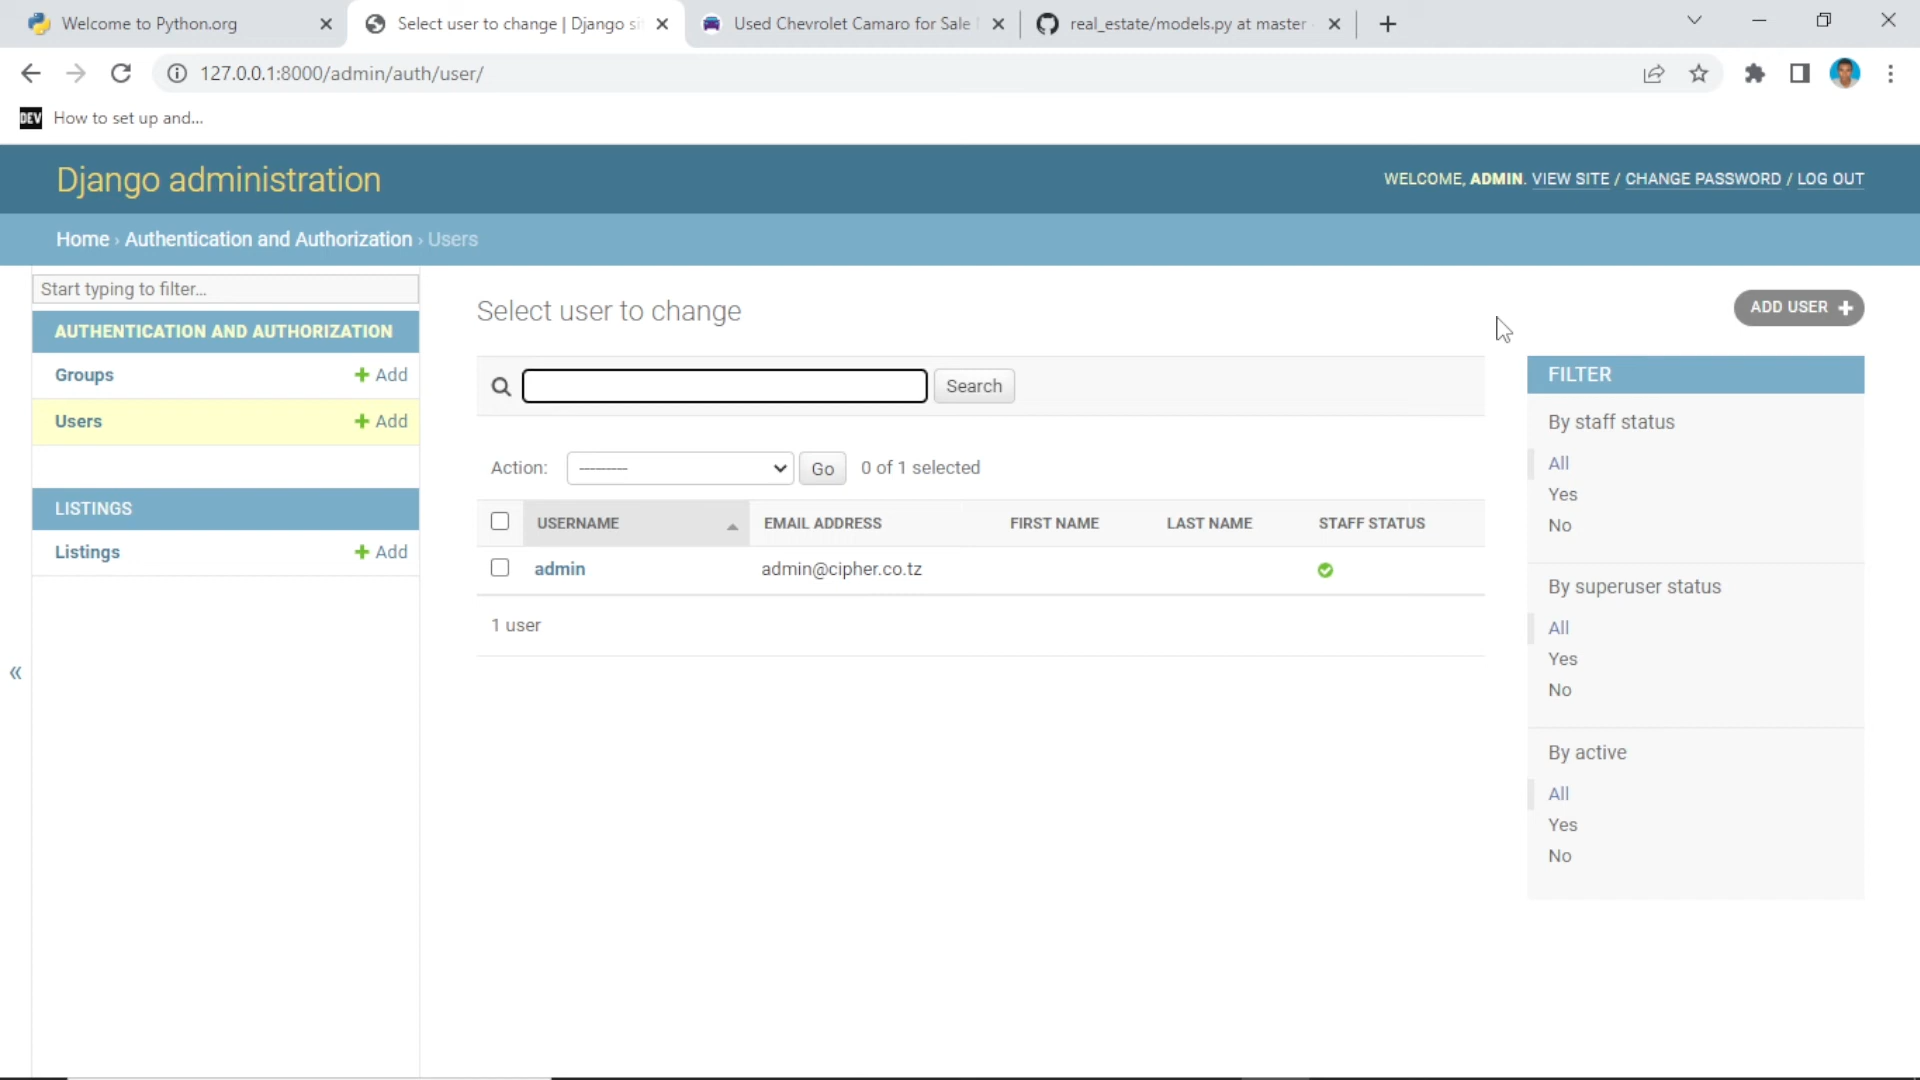 Welcome to Python.org
Select user to change | Django si
Used Chevrolet Camaro for Sale
real_estate/models.py at master
127.0.0.1:8000/admin/auth/user/
DEV How to set up and...
Django administration
WELCOME, ADMIN. VIEW SITE / CHANGE PASSWORD / LOG OUT
Home › Authentication and Authorization › Users
Start typing to filter...
AUTHENTICATION AND AUTHORIZATION
Groups + Add
Users + Add
LISTINGS
Listings + Add
«
Select user to change
ADD USER +
Search
Action: --------- Go 0 of 1 selected
USERNAME EMAIL ADDRESS FIRST NAME LAST NAME STAFF STATUS
admin admin@cipher.co.tz
1 user
FILTER
By staff status
All
Yes
No
By superuser status
All
Yes
No
By active
All
Yes
No